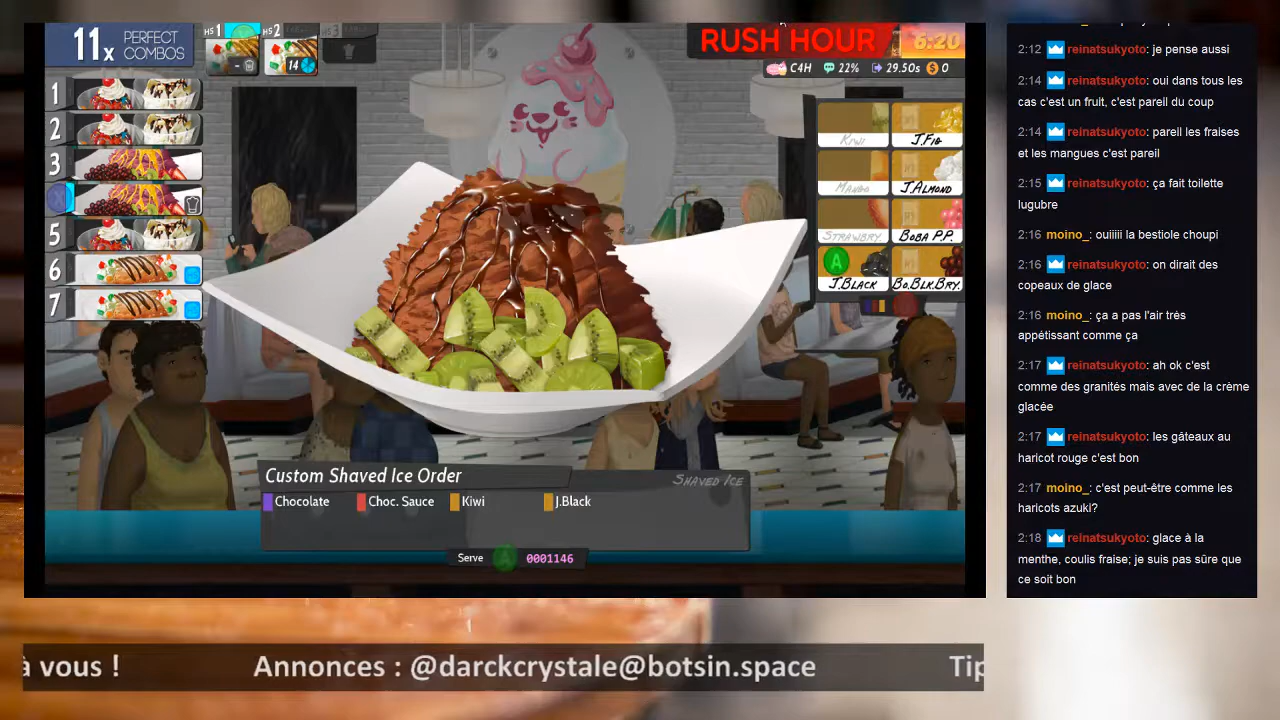 11x PERFECT
COMBOS
HS1
HS2
HS3
-
14
RUSH HOUR
6:20
C4H 22% 29.50s 0
1
2
3
5
6
7
KIWI
J.FIG
MANGO
J.ALMOND
STRAWBRY.
BOBA P.P.
A
J.BLACK
BO.BLK.BRY.
Custom Shaved Ice Order
SHAVED ICE
Chocolate Choc. Sauce Kiwi J.Black
Serve A 0001146
2:12 reinatsukyoto: je pense aussi
2:14 reinatsukyoto: oui dans tous les
cas c'est un fruit, c'est pareil du coup
2:14 reinatsukyoto: pareil les fraises
et les mangues c'est pareil
2:15 reinatsukyoto: ça fait toilette
lugubre
2:16 moino_: ouiiiii la bestiole choupi
2:16 reinatsukyoto: on dirait des
copeaux de glace
2:16 moino_: ça a pas l'air très
appétissant comme ça
2:17 reinatsukyoto: ah ok c'est
comme des granités mais avec de la crème
glacée
2:17 reinatsukyoto: les gâteaux au
haricot rouge c'est bon
2:17 moino_: c'est peut-être comme les
haricots azuki?
2:18 reinatsukyoto: glace à la
menthe, coulis fraise; je suis pas sûre que
ce soit bon
à vous ! Annonces : @darckcrystale@botsin.space Tip